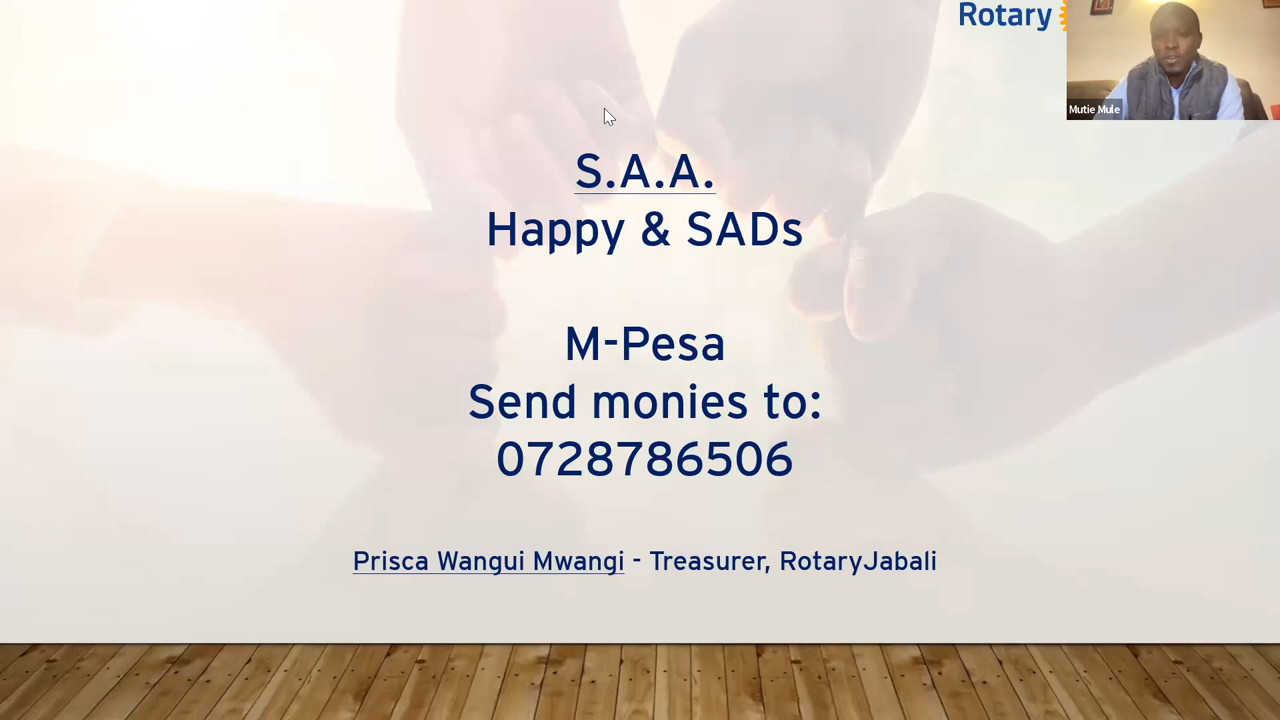 Rotary
Mutie Mule
S.A.A.
Happy & SADs
M-Pesa
Send monies to:
0728786506
Prisca Wangui Mwangi - Treasurer, RotaryJabali